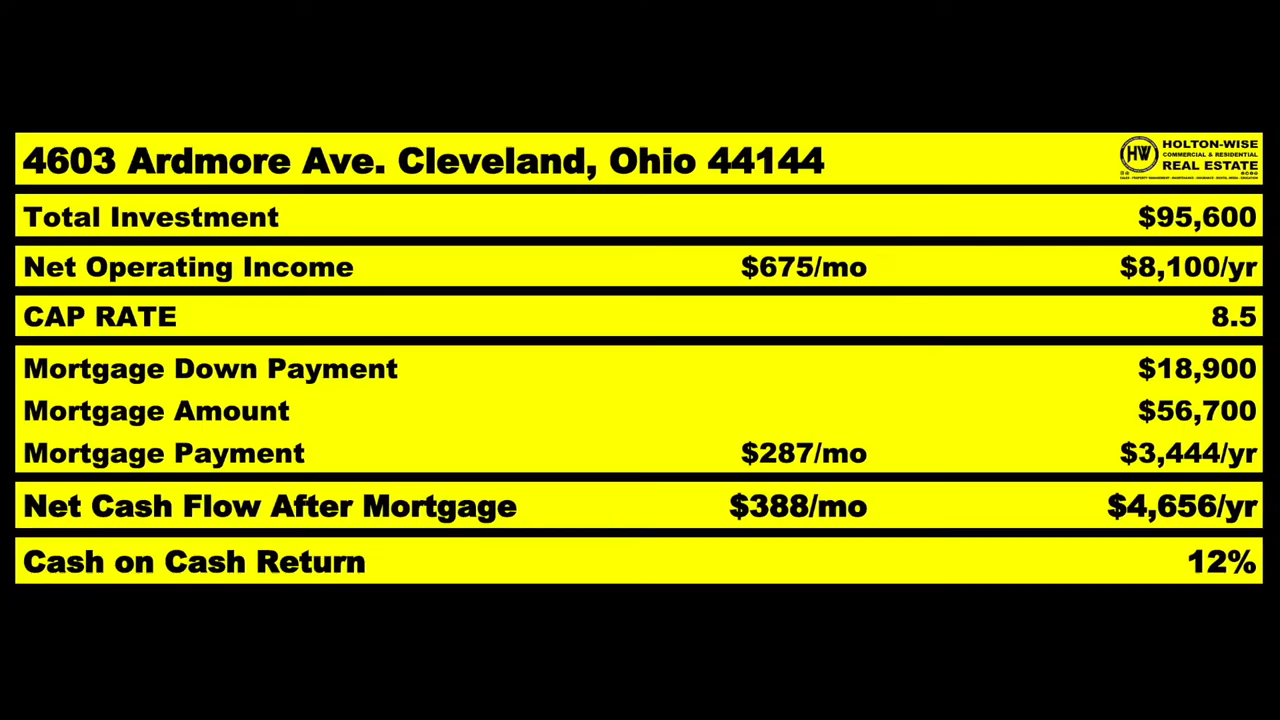 4603 Ardmore Ave. Cleveland, Ohio 44144
HW
HOLTON-WISE
COMMERCIAL & RESIDENTIAL
REAL ESTATE
Total Investment $95,600
Net Operating Income $675/mo $8,100/yr
CAP RATE 8.5
Mortgage Down Payment $18,900
Mortgage Amount $56,700
Mortgage Payment $287/mo $3,444/yr
Net Cash Flow After Mortgage $388/mo $4,656/yr
Cash on Cash Return 12%